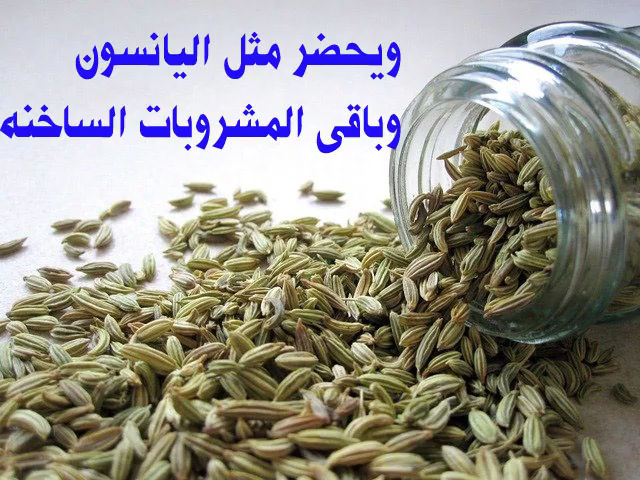 ويحضر مثل اليانسون
وباقى المشروبات الساخنه